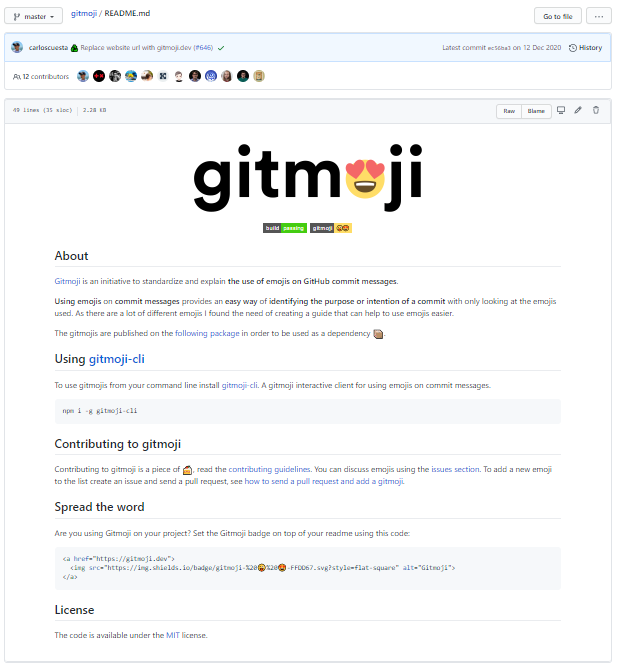 master
gitmoji / README.md
Go to file
...
carloscuesta Replace website url with gitmoji.dev (#646)
Latest commit ec56ba3 on 12 Dec 2020 History
12 contributors
49 lines (35 sloc) 2.28 KB
Raw Blame
gitm😍ji
build passing gitmoji 😜😍
About
Gitmoji is an initiative to standardize and explain the use of emojis on GitHub commit messages.
Using emojis on commit messages provides an easy way of identifying the purpose or intention of a commit with only looking at the emojis
used. As there are a lot of different emojis I found the need of creating a guide that can help to use emojis easier.
The gitmojis are published on the following package in order to be used as a dependency 📦.
Using gitmoji-cli
To use gitmojis from your command line install gitmoji-cli. A gitmoji interactive client for using emojis on commit messages.
npm i -g gitmoji-cli
Contributing to gitmoji
Contributing to gitmoji is a piece of 🍰, read the contributing guidelines. You can discuss emojis using the issues section. To add a new emoji
to the list create an issue and send a pull request, see how to send a pull request and add a gitmoji.
Spread the word
Are you using Gitmoji on your project? Set the Gitmoji badge on top of your readme using this code:
<a href="https://gitmoji.dev">
<img src="https://img.shields.io/badge/gitmoji-%20😜%20😍-FFDD67.svg?style=flat-square" alt="Gitmoji">
</a>
License
The code is available under the MIT license.